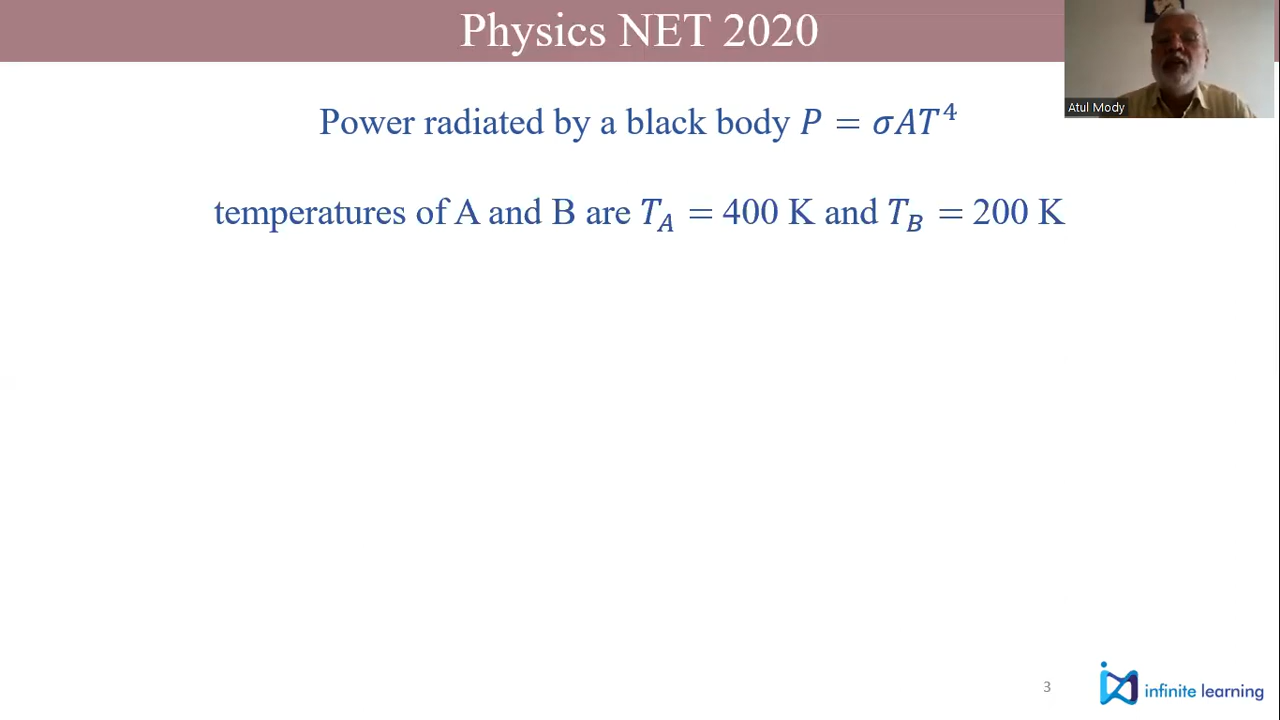 Physics NET 2020
Atul Mody
Power radiated by a black body 𝑃 = 𝜎𝐴𝑇⁴
temperatures of A and B are 𝑇_𝐴 = 400 K and 𝑇_𝐵 = 200 K
3
infinite learning